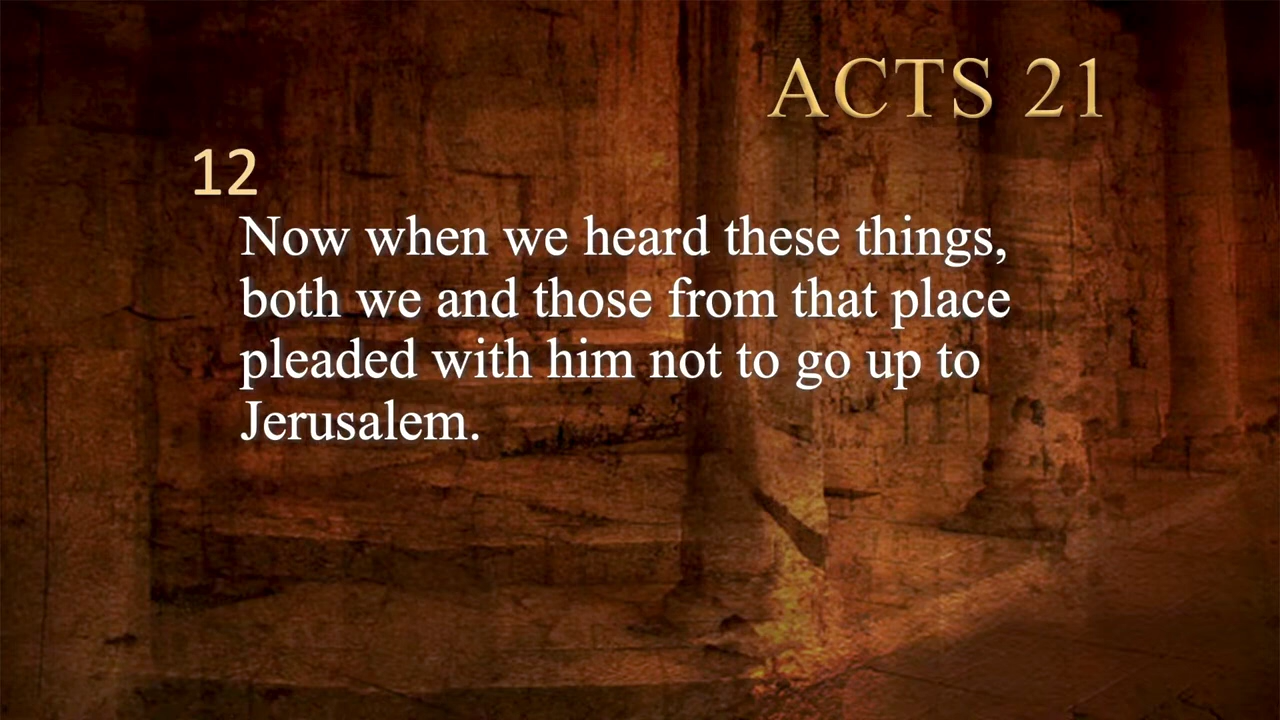 ACTS 21
12
Now when we heard these things,
both we and those from that place
pleaded with him not to go up to
Jerusalem.